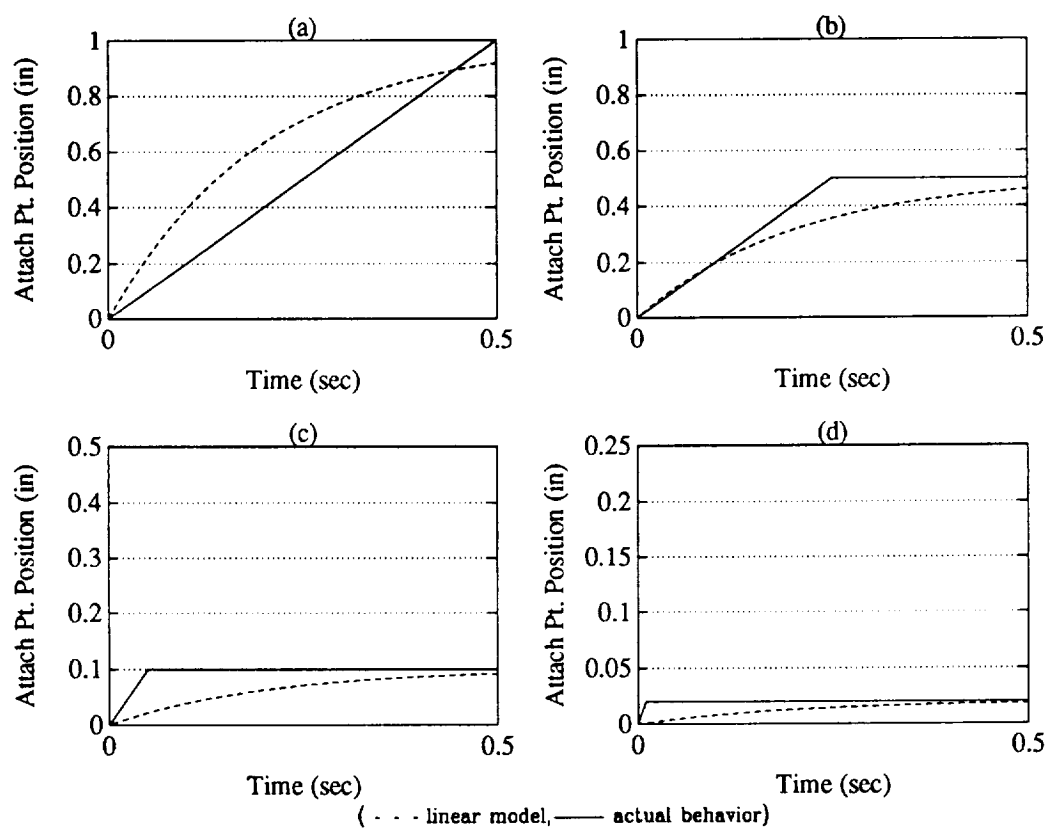 (a)
1
0.8
0.6
0.4
0.2
0
0
0.5
Attach Pt. Position (in)
Time (sec)
(b)
1
0.8
0.6
0.4
0.2
0
0
0.5
Attach Pt. Position (in)
Time (sec)
(c)
0.5
0.4
0.3
0.2
0.1
0
0
0.5
Attach Pt. Position (in)
Time (sec)
(d)
0.25
0.2
0.15
0.1
0.05
0
0
0.5
Attach Pt. Position (in)
Time (sec)
( - - - linear model, —— actual behavior)